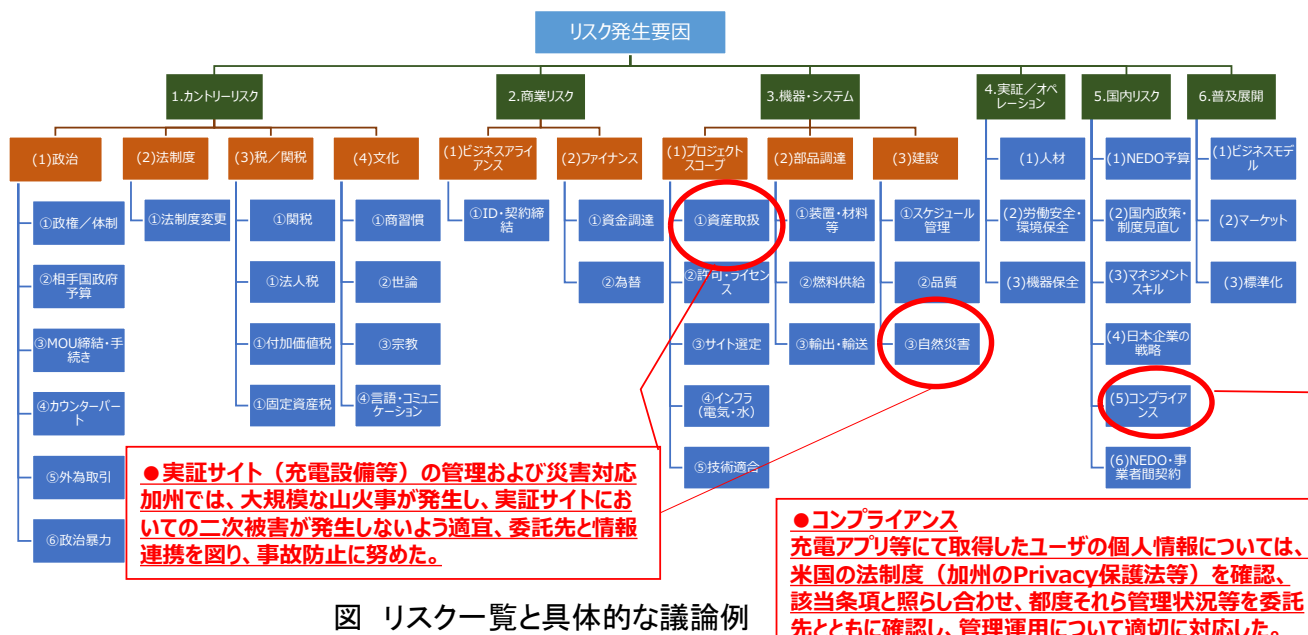 リスク発生要因
1.カントリーリスク
2.商業リスク
3.機器・システム
4.実証／オペ
レーション
5.国内リスク
6.普及展開
(1)政治
(2)法制度
(3)税／関税
(4)文化
(1)ビジネスアライ
アンス
(2)ファイナンス
(1)プロジェクト
スコープ
(2)部品調達
(3)建設
(1)人材
(1)NEDO予算
(1)ビジネスモデ
ル
①政権／体制
①法制度変更
①関税
①商習慣
①ID・契約締
結
①資金調達
①資産取扱
①装置・材料
等
①スケジュール
管理
(2)労働安全・
環境保全
(2)国内政策・
制度見直し
(2)マーケット
②相手国政府
予算
①法人税
②世論
②為替
②許可・ライセン
ス
②燃料供給
②品質
(3)機器保全
(3)マネジメント
スキル
(3)標準化
③MOU締結・手
続き
①付加価値税
③宗教
③サイト選定
③輸出・輸送
③自然災害
(4)日本企業の
戦略
④カウンターパー
ト
①固定資産税
④言語・コミュニ
ケーション
④インフラ
（電気・水）
(5)コンプライア
ンス
⑤外為取引
⑤技術適合
(6)NEDO・事
業者間契約
⑥政治暴力
●実証サイト（充電設備等）の管理および災害対応
加州では、大規模な山火事が発生し、実証サイトにお
いての二次被害が発生しないよう適宜、委託先と情報
連携を図り、事故防止に努めた。
●コンプライアンス
充電アプリ等にて取得したユーザの個人情報については、
米国の法制度（加州のPrivacy保護法等）を確認、
該当条項と照らし合わせ、都度それら管理状況等を委託
先とともに確認し、管理運用について適切に対応した。
図 リスク一覧と具体的な議論例